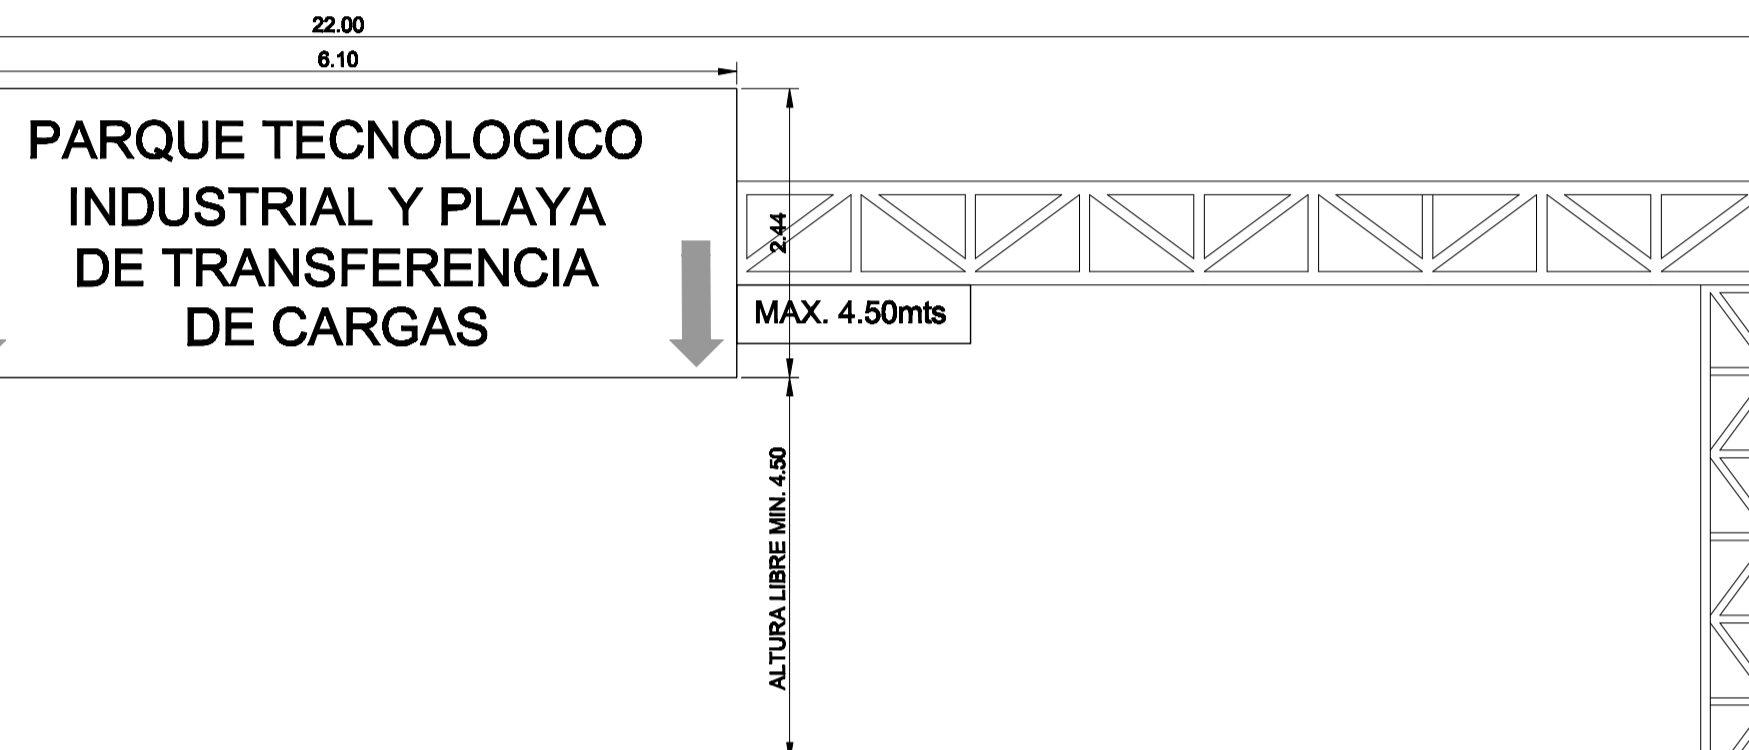 22.00
6.10
PARQUE TECNOLOGICO
INDUSTRIAL Y PLAYA
DE TRANSFERENCIA
DE CARGAS
2.44
MAX. 4.50mts
ALTURA LIBRE MIN. 4.50